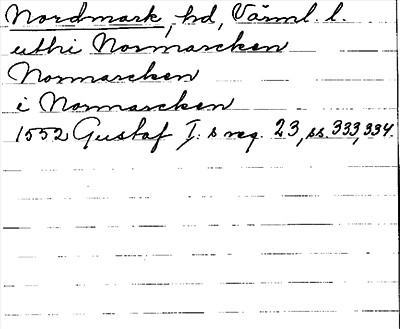 Nordmark, hd, Värml. l.
uthi Normarcken
Normarcken
i Normarcken
1552 Gustaf I:s reg. 23, ss. 333, 334.